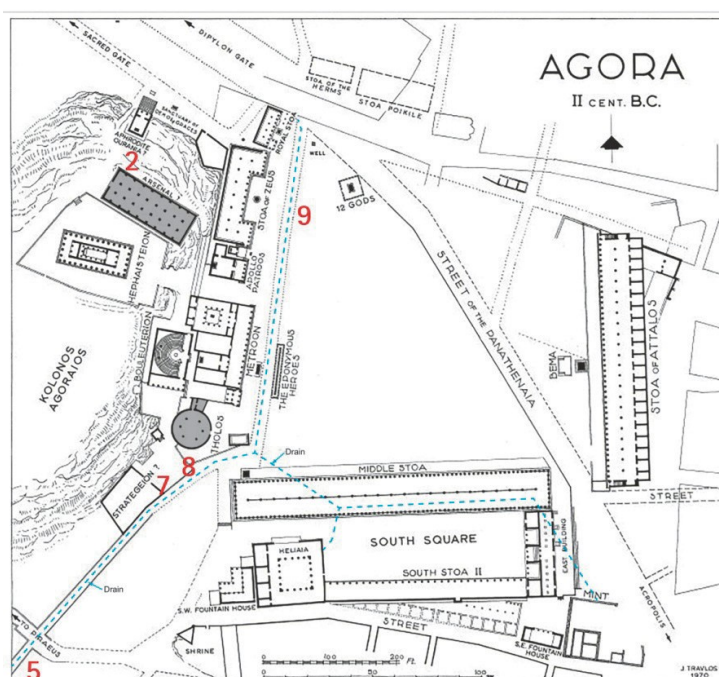 AGORA
II CENT. B.C.
SACRED GATE
DIPYLON GATE
STOA OF THE
HERMS
STOA POIKILE
SANCTUARY OF
DEMOS & GRACES
APHRODITE
OURANIA ?
ROYAL STOA
WELL
2
ARSENAL ?
STOA OF ZEUS
9
12 GODS
HEPHAISTEION
APOLLO
PATROOS
STREET OF THE PANATHENAIA
BEMA
STOA OF ATTALOS
KOLONOS
AGORAIOS
BOULEUTERION
METROON
THE EPONYMOUS
HEROES
THOLOS
Drain
8
MIDDLE STOA
7
STRATEGEION ?
STREET
SOUTH SQUARE
HELIAIA
EAST BUILDING
SOUTH STOA II
Drain
S.W. FOUNTAIN HOUSE
MINT
ACROPOLIS
STREET
TO PIRAEUS
SHRINE
S.E. FOUNTAIN
HOUSE
5
0 100 200 FT.
J TRAVLOS
1970